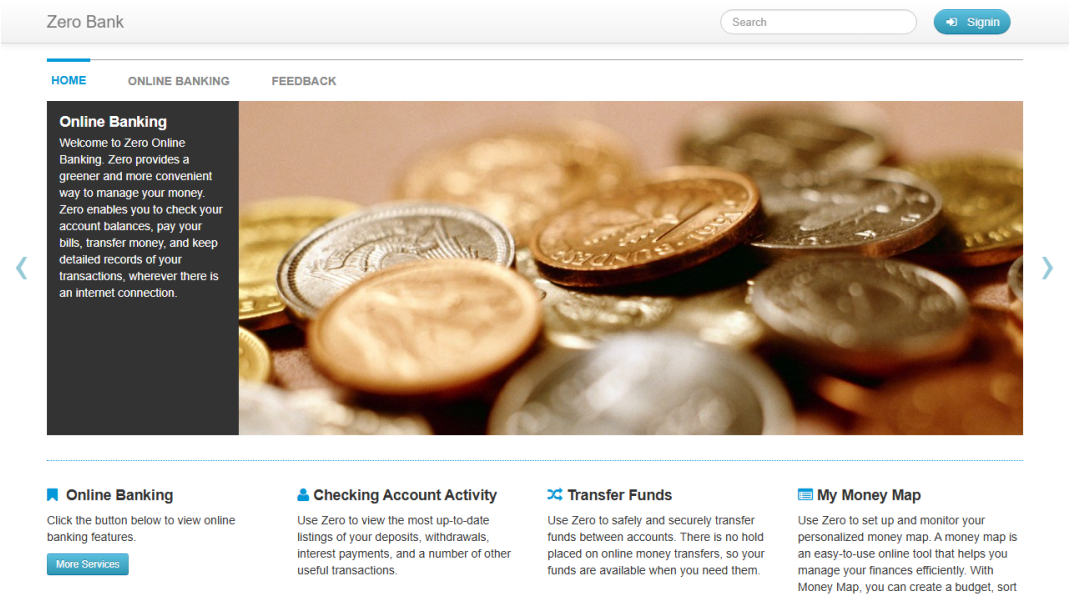 Zero Bank
Search
Signin
HOME
ONLINE BANKING
FEEDBACK
Online Banking
Welcome to Zero Online
Banking. Zero provides a
greener and more convenient
way to manage your money.
Zero enables you to check your
account balances, pay your
bills, transfer money, and keep
detailed records of your
transactions, wherever there is
an internet connection.
Online Banking
Click the button below to view online
banking features.
More Services
Checking Account Activity
Use Zero to view the most up-to-date
listings of your deposits, withdrawals,
interest payments, and a number of other
useful transactions.
Transfer Funds
Use Zero to safely and securely transfer
funds between accounts. There is no hold
placed on online money transfers, so your
funds are available when you need them.
My Money Map
Use Zero to set up and monitor your
personalized money map. A money map is
an easy-to-use online tool that helps you
manage your finances efficiently. With
Money Map, you can create a budget, sort